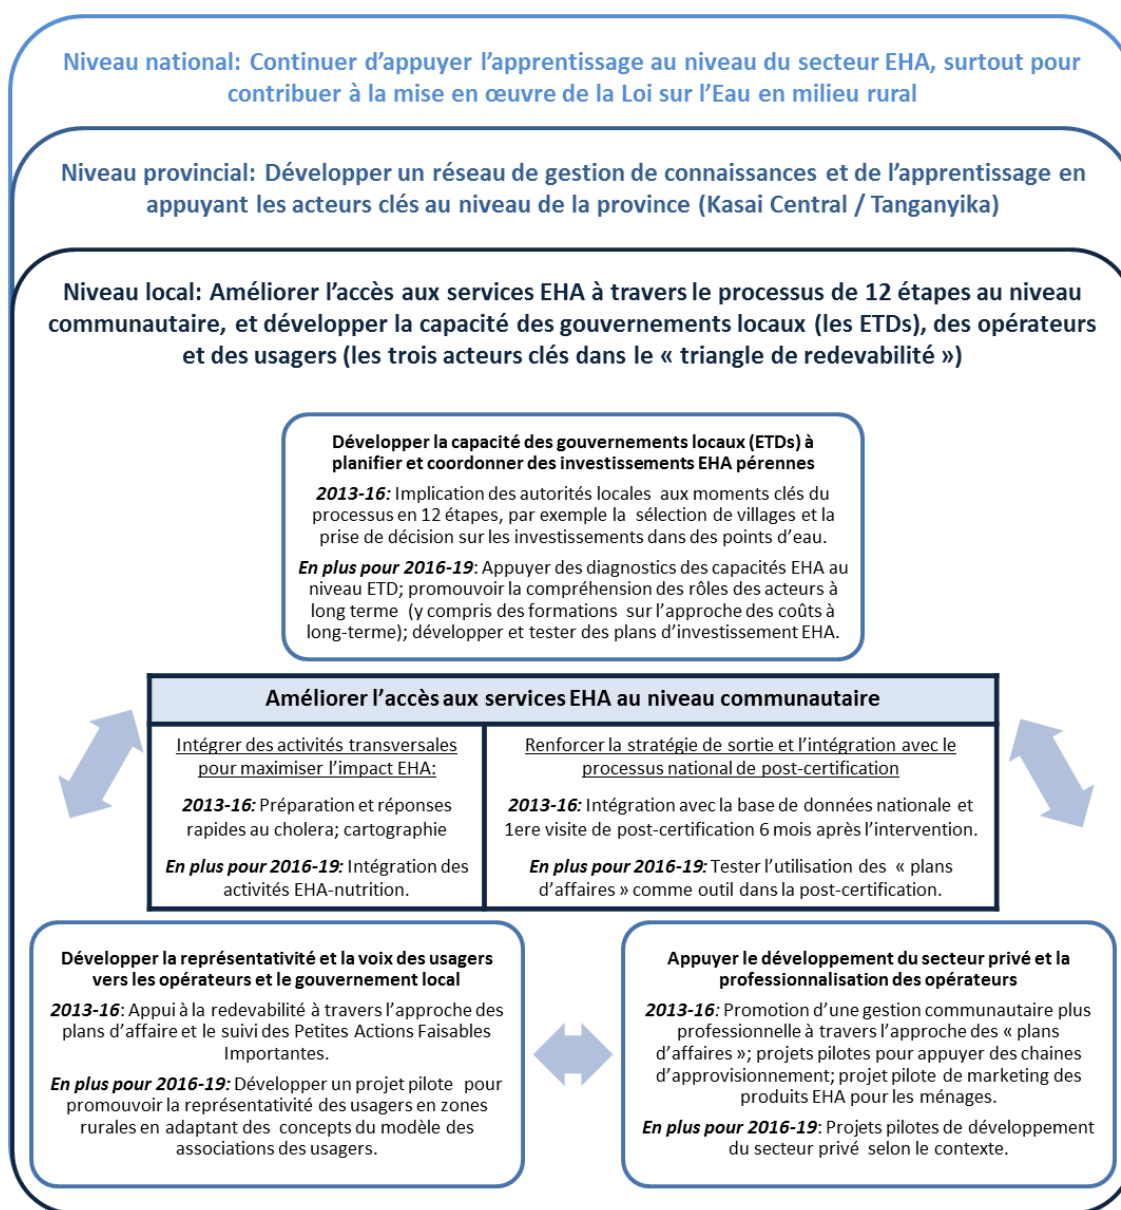 Niveau national: Continuer d’appuyer l’apprentissage au niveau du secteur EHA, surtout pour
contribuer à la mise en œuvre de la Loi sur l’Eau en milieu rural
Niveau provincial: Développer un réseau de gestion de connaissances et de l’apprentissage en
appuyant les acteurs clés au niveau de la province (Kasai Central / Tanganyika)
Niveau local: Améliorer l’accès aux services EHA à travers le processus de 12 étapes au niveau
communautaire, et développer la capacité des gouvernements locaux (les ETDs), des opérateurs
et des usagers (les trois acteurs clés dans le « triangle de redevabilité »)
Développer la capacité des gouvernements locaux (ETDs) à
planifier et coordonner des investissements EHA pérennes
2013-16: Implication des autorités locales aux moments clés du
processus en 12 étapes, par exemple la sélection de villages et la
prise de décision sur les investissements dans des points d’eau.
En plus pour 2016-19: Appuyer des diagnostics des capacités EHA au
niveau ETD; promouvoir la compréhension des rôles des acteurs à
long terme (y compris des formations sur l’approche des coûts à
long-terme); développer et tester des plans d’investissement EHA.
Améliorer l’accès aux services EHA au niveau communautaire
Intégrer des activités transversales
pour maximiser l’impact EHA:
2013-16: Préparation et réponses
rapides au cholera; cartographie
En plus pour 2016-19: Intégration des
activités EHA-nutrition.
Renforcer la stratégie de sortie et l’intégration avec le
processus national de post-certification
2013-16: Intégration avec la base de données nationale et
1ere visite de post-certification 6 mois après l’intervention.
En plus pour 2016-19: Tester l’utilisation des « plans
d’affaires » comme outil dans la post-certification.
Développer la représentativité et la voix des usagers
vers les opérateurs et le gouvernement local
2013-16: Appui à la redevabilité à travers l’approche des
plans d’affaire et le suivi des Petites Actions Faisables
Importantes.
En plus pour 2016-19: Développer un projet pilote pour
promouvoir la représentativité des usagers en zones
rurales en adaptant des concepts du modèle des
associations des usagers.
Appuyer le développement du secteur privé et la
professionnalisation des opérateurs
2013-16: Promotion d’une gestion communautaire plus
professionnelle à travers l’approche des « plans
d’affaires »; projets pilotes pour appuyer des chaines
d’approvisionnement; projet pilote de marketing des
produits EHA pour les ménages.
En plus pour 2016-19: Projets pilotes de développement
du secteur privé selon le contexte.